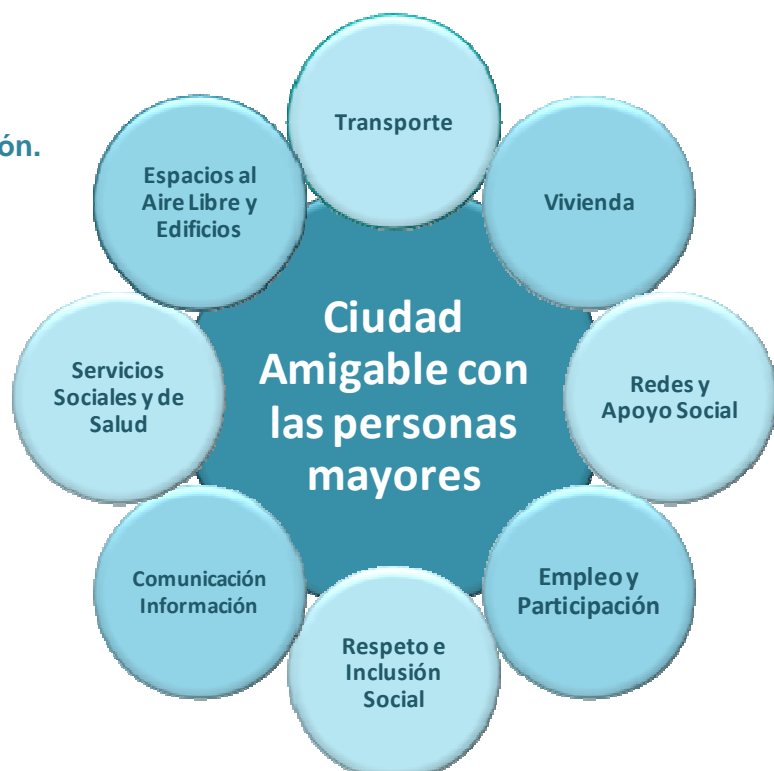 ón.
Transporte
Espacios al
Aire Libre y
Edificios
Vivienda
Ciudad
Amigable con
las personas
mayores
Servicios
Sociales y de
Salud
Redes y
Apoyo Social
Comunicación
Información
Empleo y
Participación
Respeto e
Inclusión
Social